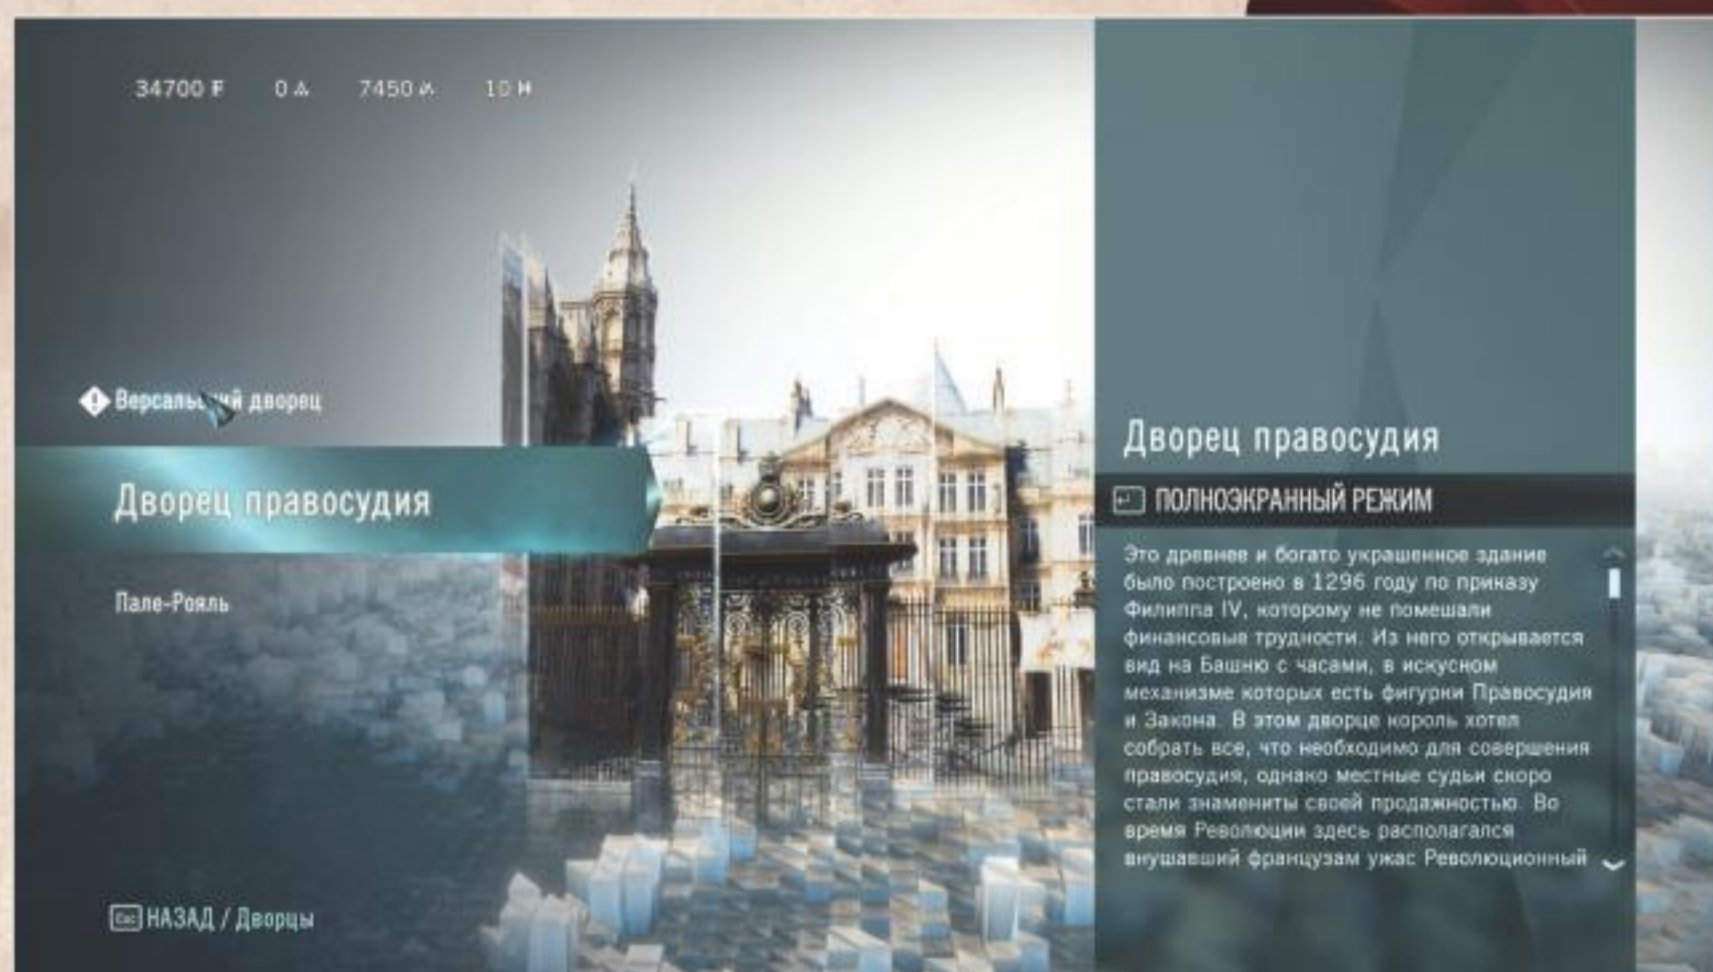 34700 ₣ 0 7450 10
Версальский дворец
Дворец правосудия
Пале-Рояль
Esc НАЗАД / Дворцы
Дворец правосудия
ПОЛНОЭКРАННЫЙ РЕЖИМ
Это древнее и богато украшенное здание
было построено в 1296 году по приказу
Филиппа IV, которому не помешали
финансовые трудности. Из него открывается
вид на Башню с часами, в искусном
механизме которых есть фигурки Правосудия
и Закона. В этом дворце король хотел
собрать все, что необходимо для совершения
правосудия, однако местные судьи скоро
стали знамениты своей продажностью. Во
время Революции здесь располагался
внушавший французам ужас Революционный